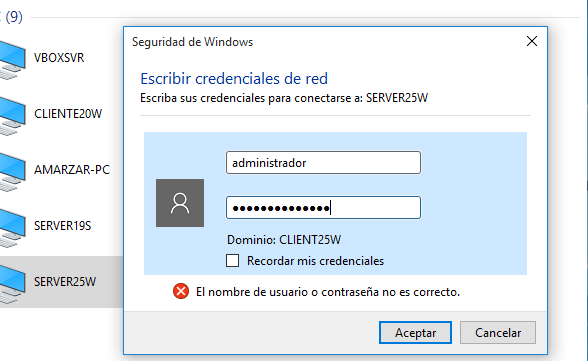 (9)
VBOXSVR
CLIENTE20W
AMARZAR-PC
SERVER19S
SERVER25W
Seguridad de Windows
Escribir credenciales de red
Escriba sus credenciales para conectarse a: SERVER25W
administrador
●●●●●●●●●●●●●●
Dominio: CLIENT25W
Recordar mis credenciales
El nombre de usuario o contraseña no es correcto.
Aceptar
Cancelar